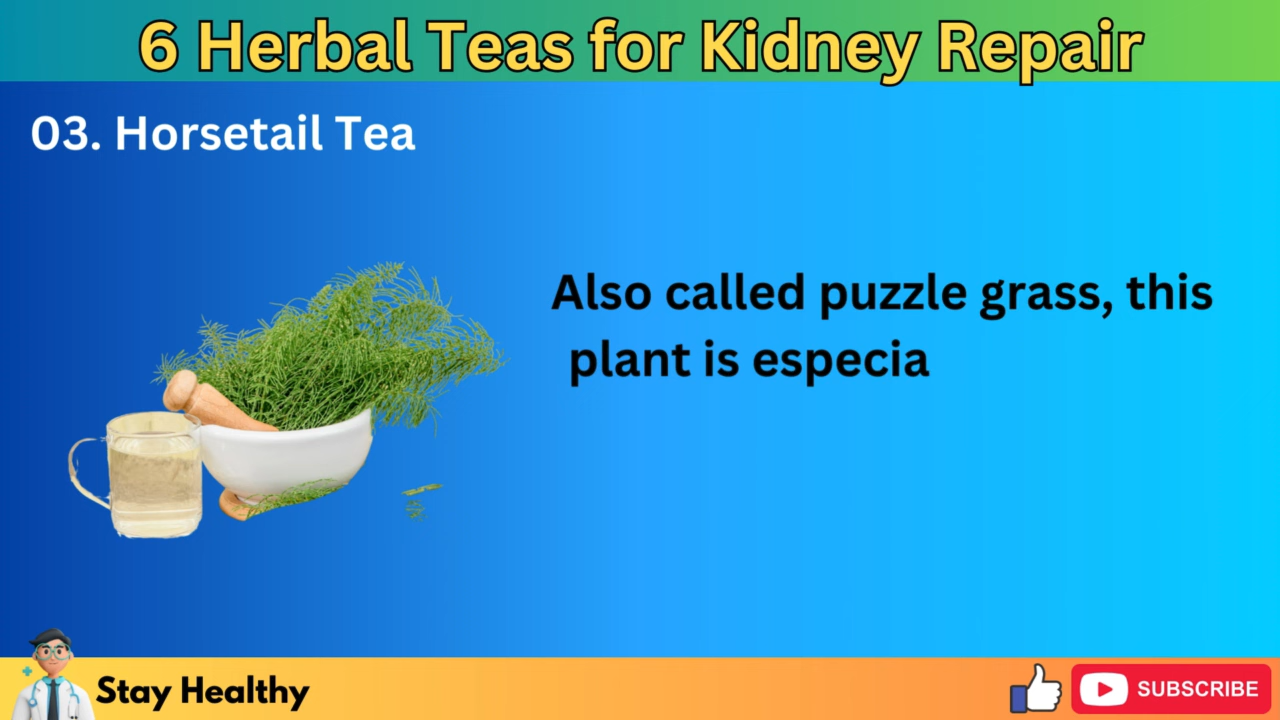 6 Herbal Teas for Kidney Repair
03. Horsetail Tea
Also called puzzle grass, this
plant is especia
Stay Healthy
SUBSCRIBE